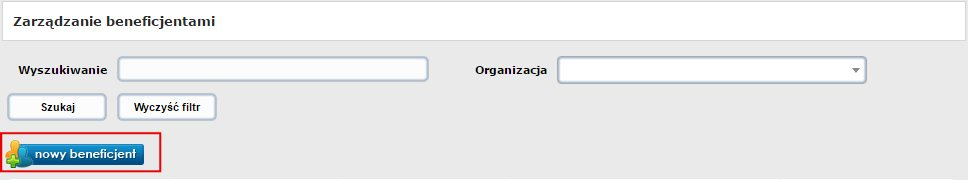 Zarządzanie beneficjentami
Wyszukiwanie Organizacja
Szukaj Wyczyść filtr
nowy beneficjent